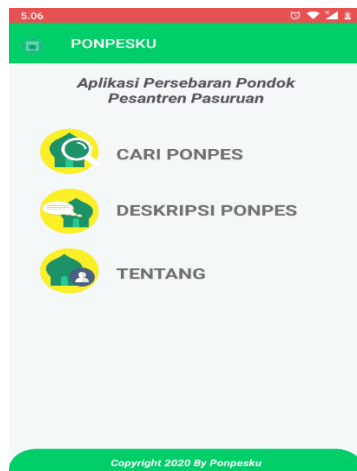 5.06
PONPESKU
Aplikasi Persebaran Pondok
Pesantren Pasuruan
CARI PONPES
DESKRIPSI PONPES
TENTANG
Copyright 2020 By Ponpesku